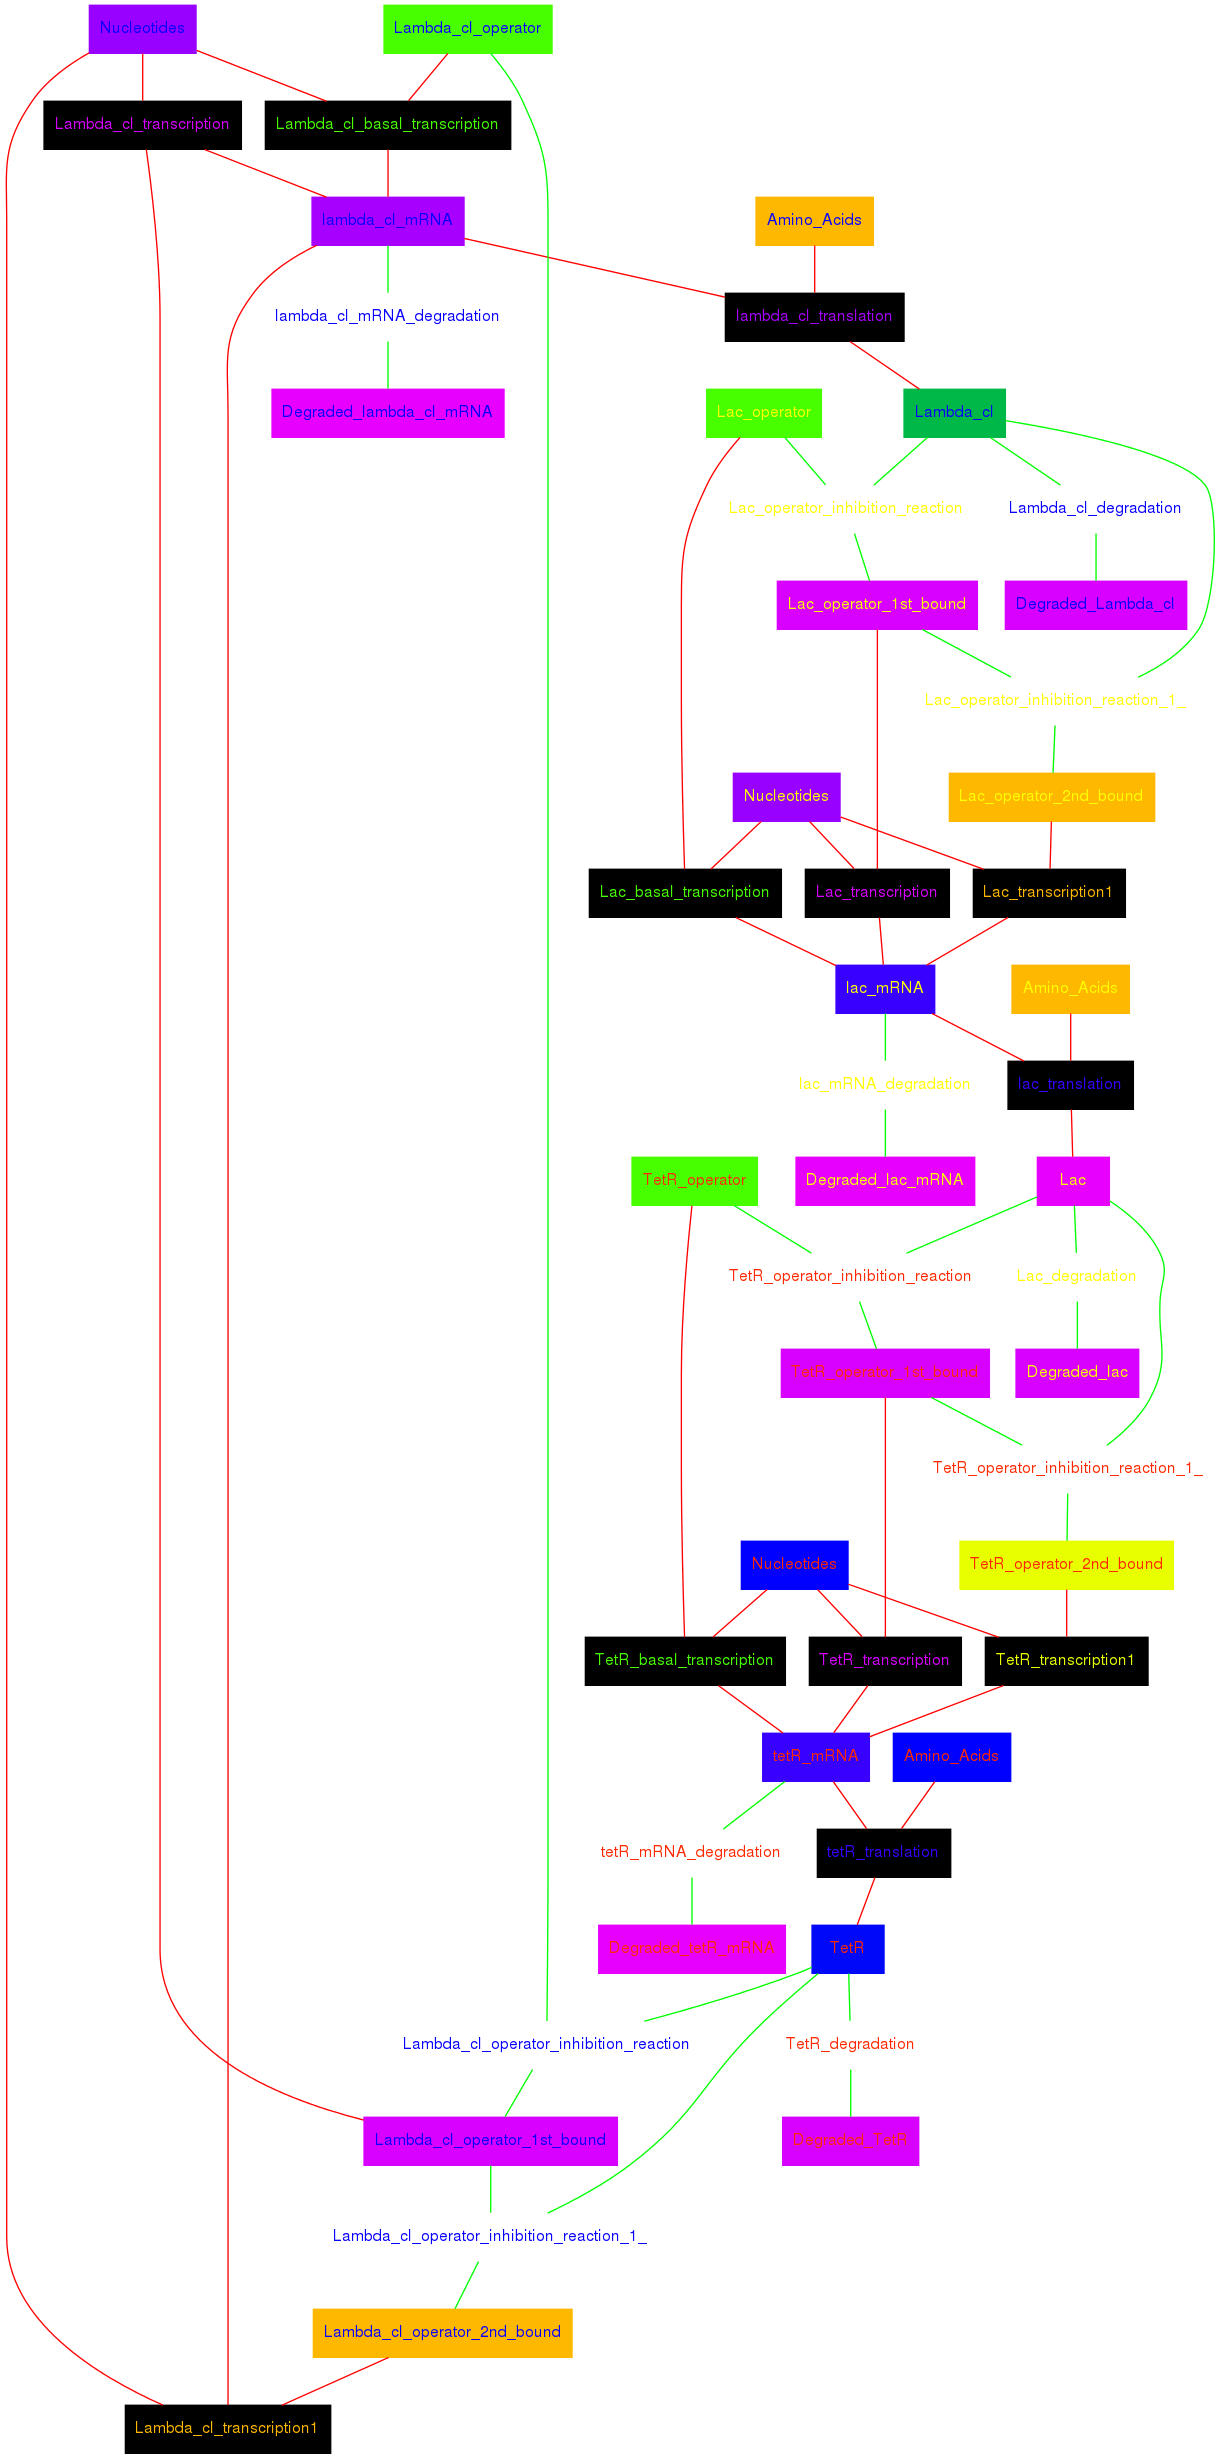 Nucleotides
Lambda_cI_operator
Lambda_cI_transcription
Lambda_cI_basal_transcription
lambda_cI_mRNA
Amino_Acids
lambda_cI_mRNA_degradation
lambda_cI_translation
Degraded_lambda_cI_mRNA
Lac_operator
Lambda_cI
Lac_operator_inhibition_reaction
Lambda_cI_degradation
Lac_operator_1st_bound
Degraded_Lambda_cI
Lac_operator_inhibition_reaction_1_
Nucleotides
Lac_operator_2nd_bound
Lac_basal_transcription
Lac_transcription
Lac_transcription1
lac_mRNA
Amino_Acids
lac_mRNA_degradation
lac_translation
TetR_operator
Degraded_lac_mRNA
Lac
TetR_operator_inhibition_reaction
Lac_degradation
TetR_operator_1st_bound
Degraded_lac
TetR_operator_inhibition_reaction_1_
Nucleotides
TetR_operator_2nd_bound
TetR_basal_transcription
TetR_transcription
TetR_transcription1
tetR_mRNA
Amino_Acids
tetR_mRNA_degradation
tetR_translation
Degraded_tetR_mRNA
TetR
Lambda_cI_operator_inhibition_reaction
TetR_degradation
Lambda_cI_operator_1st_bound
Degraded_TetR
Lambda_cI_operator_inhibition_reaction_1_
Lambda_cI_operator_2nd_bound
Lambda_cI_transcription1